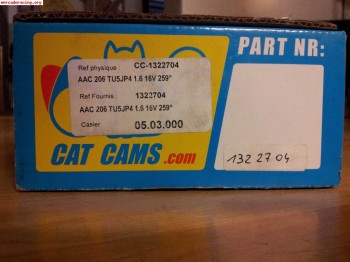 mercadoracing.org
PART NR:
Ref physique : CC-1322704
AAC 206 TU5JP4 1.6 16V 259°
Ref Fournis : 1322704
AAC 206 TU5JP4 1.6 16V 259°
Casier 05.03.000
CAT CAMS.com
132 27 04